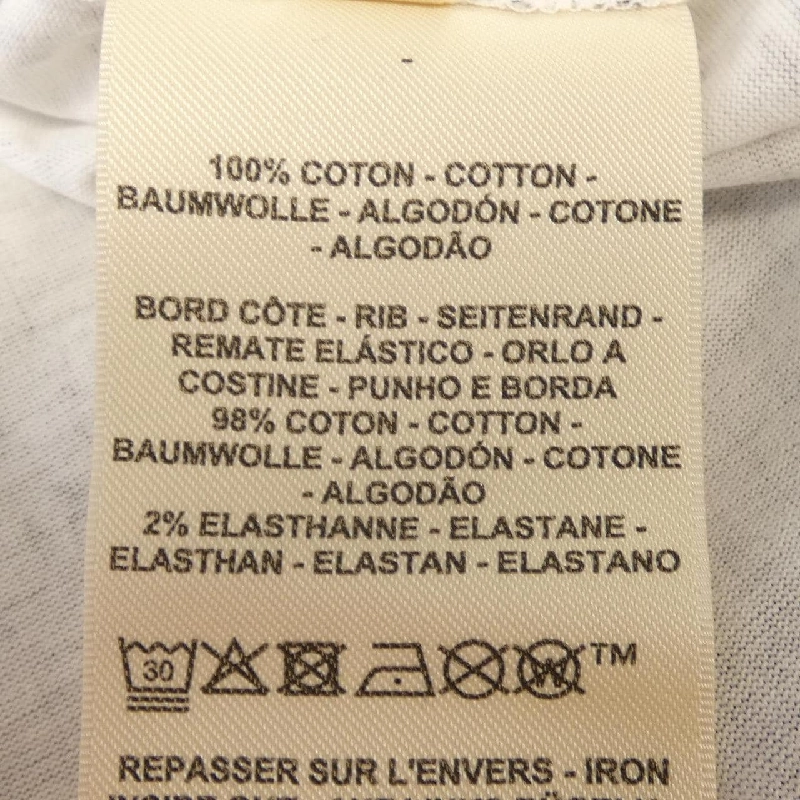 -
100% COTON - COTTON -
BAUMWOLLE - ALGODÓN - COTONE
- ALGODÃO
BORD CÔTE - RIB - SEITENRAND -
REMATE ELÁSTICO - ORLO A
COSTINE - PUNHO E BORDA
98% COTON - COTTON -
BAUMWOLLE - ALGODÓN - COTONE
- ALGODÃO
2% ELASTHANNE - ELASTANE -
ELASTHAN - ELASTAN - ELASTANO
30 W TM
REPASSER SUR L'ENVERS - IRON